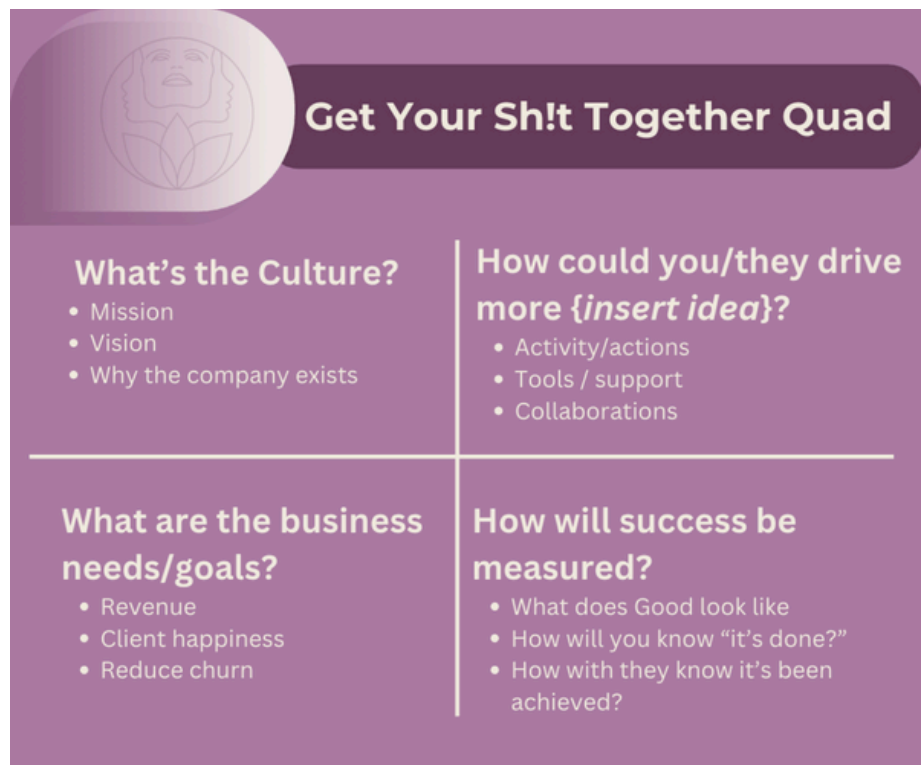 Get Your Sh!t Together Quad
What’s the Culture?
• Mission
• Vision
• Why the company exists
How could you/they drive
more {insert idea}?
• Activity/actions
• Tools / support
• Collaborations
What are the business
needs/goals?
• Revenue
• Client happiness
• Reduce churn
How will success be
measured?
• What does Good look like
• How will you know “it’s done?”
• How with they know it’s been
achieved?